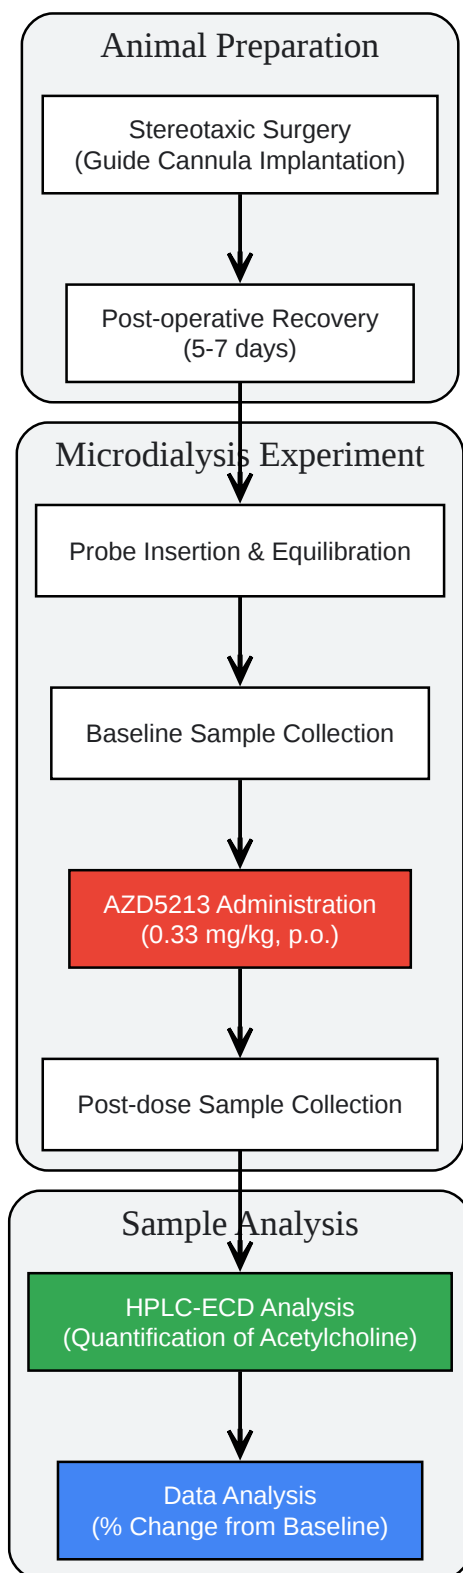 Animal Preparation
Stereotaxic Surgery
(Guide Cannula Implantation)
Post-operative Recovery
(5-7 days)
Microdialysis Experiment
Probe Insertion & Equilibration
Baseline Sample Collection
AZD5213 Administration
(0.33 mg/kg, p.o.)
Post-dose Sample Collection
Sample Analysis
HPLC-ECD Analysis
(Quantification of Acetylcholine)
Data Analysis
(% Change from Baseline)